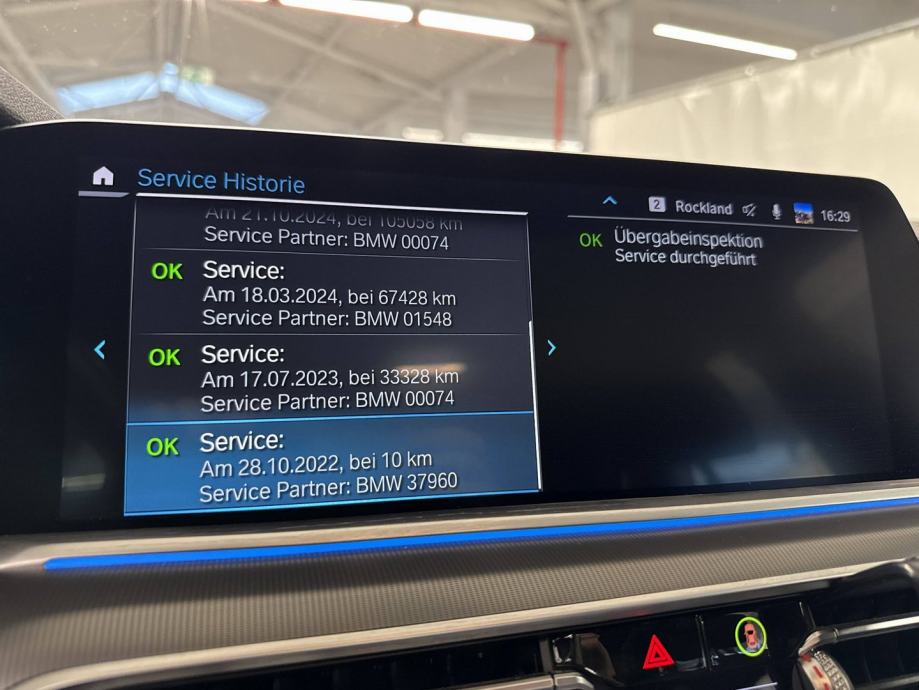 Service Historie
2 Rockland 16:29
Am 21.10.2024, bei 105058 km
Service Partner: BMW 00074
OK Service:
Am 18.03.2024, bei 67428 km
Service Partner: BMW 01548
OK Service:
Am 17.07.2023, bei 33328 km
Service Partner: BMW 00074
OK Service:
Am 28.10.2022, bei 10 km
Service Partner: BMW 37960
OK Übergabeinspektion
Service durchgeführt